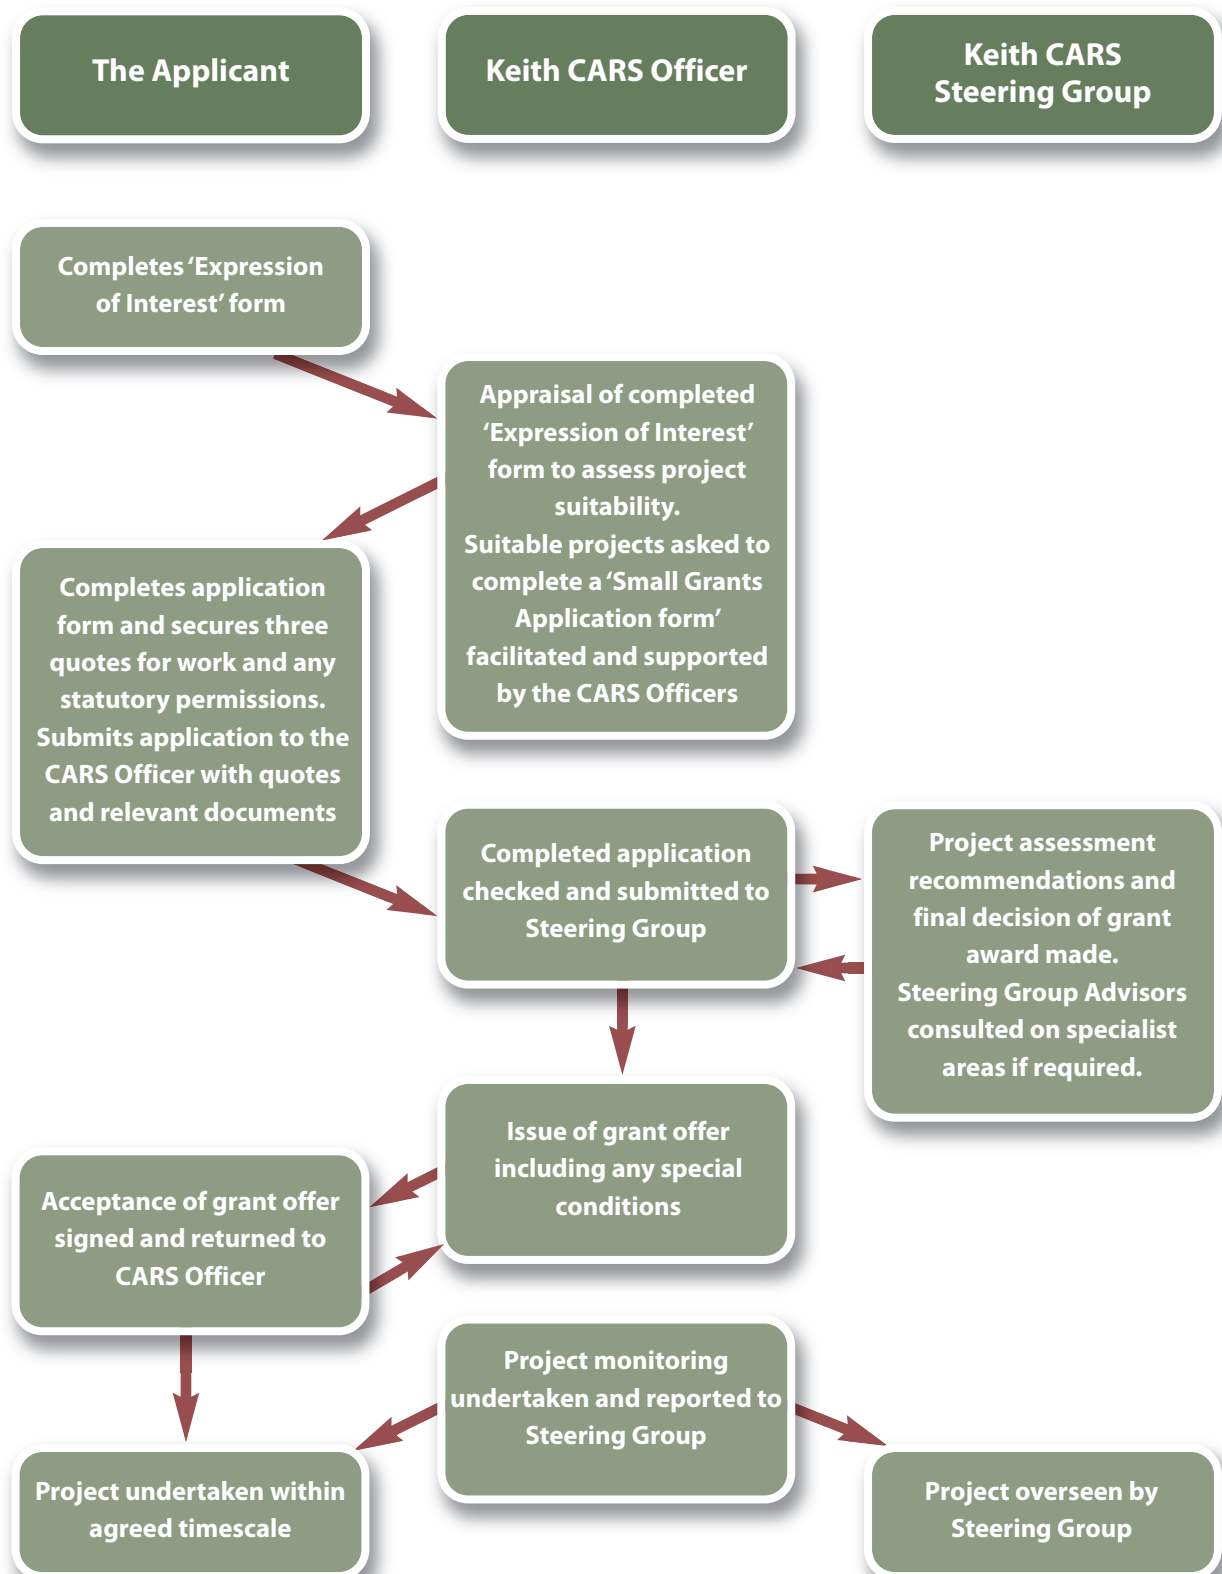 The Applicant
Keith CARS Officer
Keith CARS
Steering Group
Completes ‘Expression
of Interest’ form
Appraisal of completed
‘Expression of Interest’
form to assess project
suitability.
Suitable projects asked to
complete a ‘Small Grants
Application form’
facilitated and supported
by the CARS Officers
Completes application
form and secures three
quotes for work and any
statutory permissions.
Submits application to the
CARS Officer with quotes
and relevant documents
Completed application
checked and submitted to
Steering Group
Project assessment
recommendations and
final decision of grant
award made.
Steering Group Advisors
consulted on specialist
areas if required.
Issue of grant offer
including any special
conditions
Acceptance of grant offer
signed and returned to
CARS Officer
Project monitoring
undertaken and reported to
Steering Group
Project undertaken within
agreed timescale
Project overseen by
Steering Group